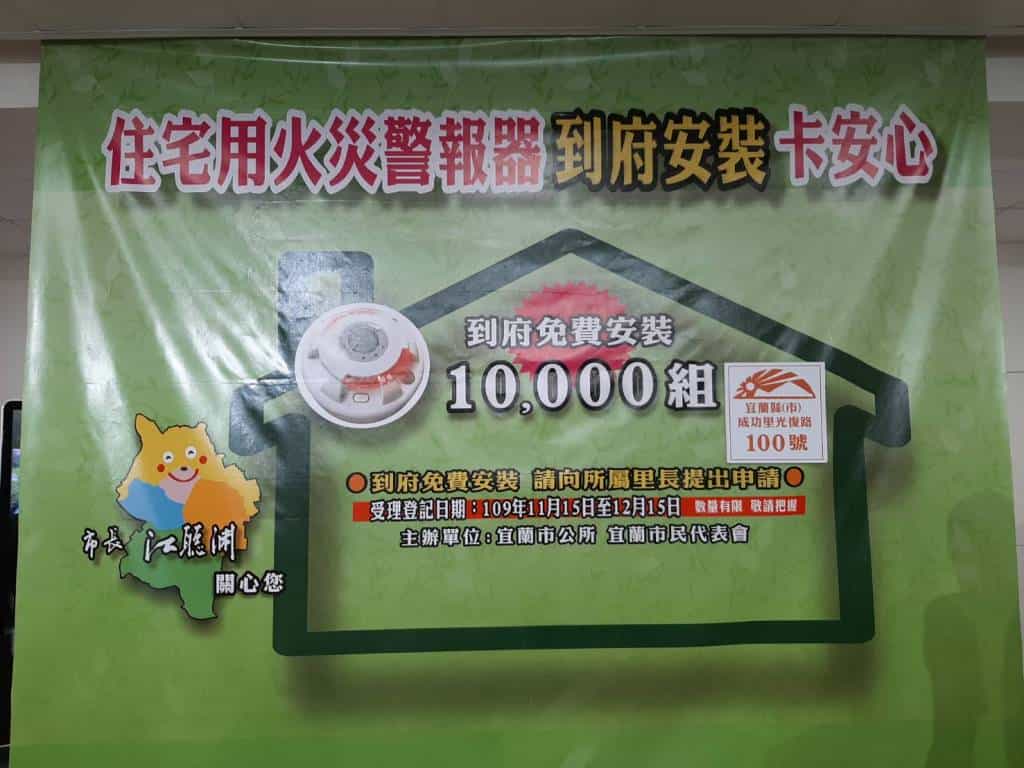 住宅用火災警報器 到府安裝 卡安心
到府免費安裝
10,000組
宜蘭縣(市)
成功里光復路
100號
●到府免費安裝 請向所屬里長提出申請●
受理登記日期：109年11月15日至12月15日 數量有限 敬請把握
主辦單位：宜蘭市公所 宜蘭市民代表會
市長 江聰淵
關心您